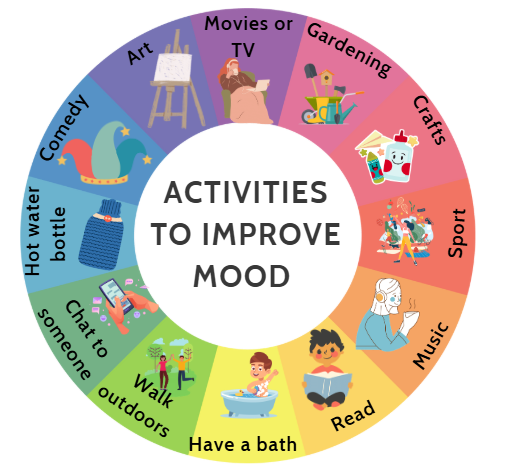 ACTIVITIES
TO IMPROVE
MOOD
Movies or
TV
Gardening
Crafts
Sport
Music
Read
Have a bath
Walk
outdoors
Chat to
someone
Hot water
bottle
Comedy
Art